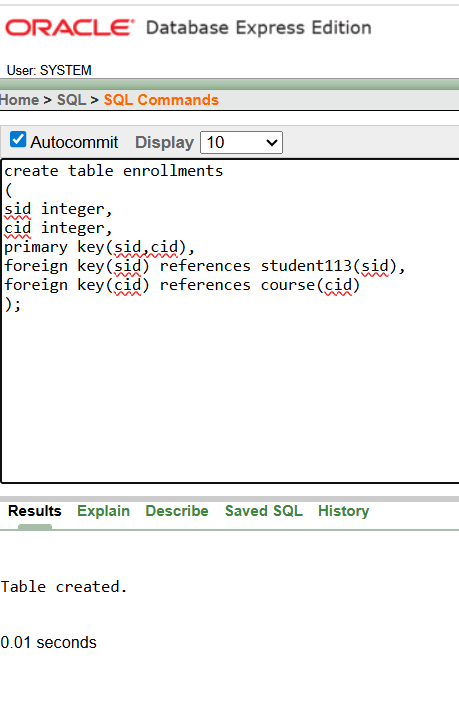 ORACLE® Database Express Edition
User: SYSTEM
Home > SQL > SQL Commands
Autocommit Display 10
create table enrollments
(
sid integer,
cid integer,
primary key(sid,cid),
foreign key(sid) references student113(sid),
foreign key(cid) references course(cid)
);
Results Explain Describe Saved SQL History
Table created.
0.01 seconds